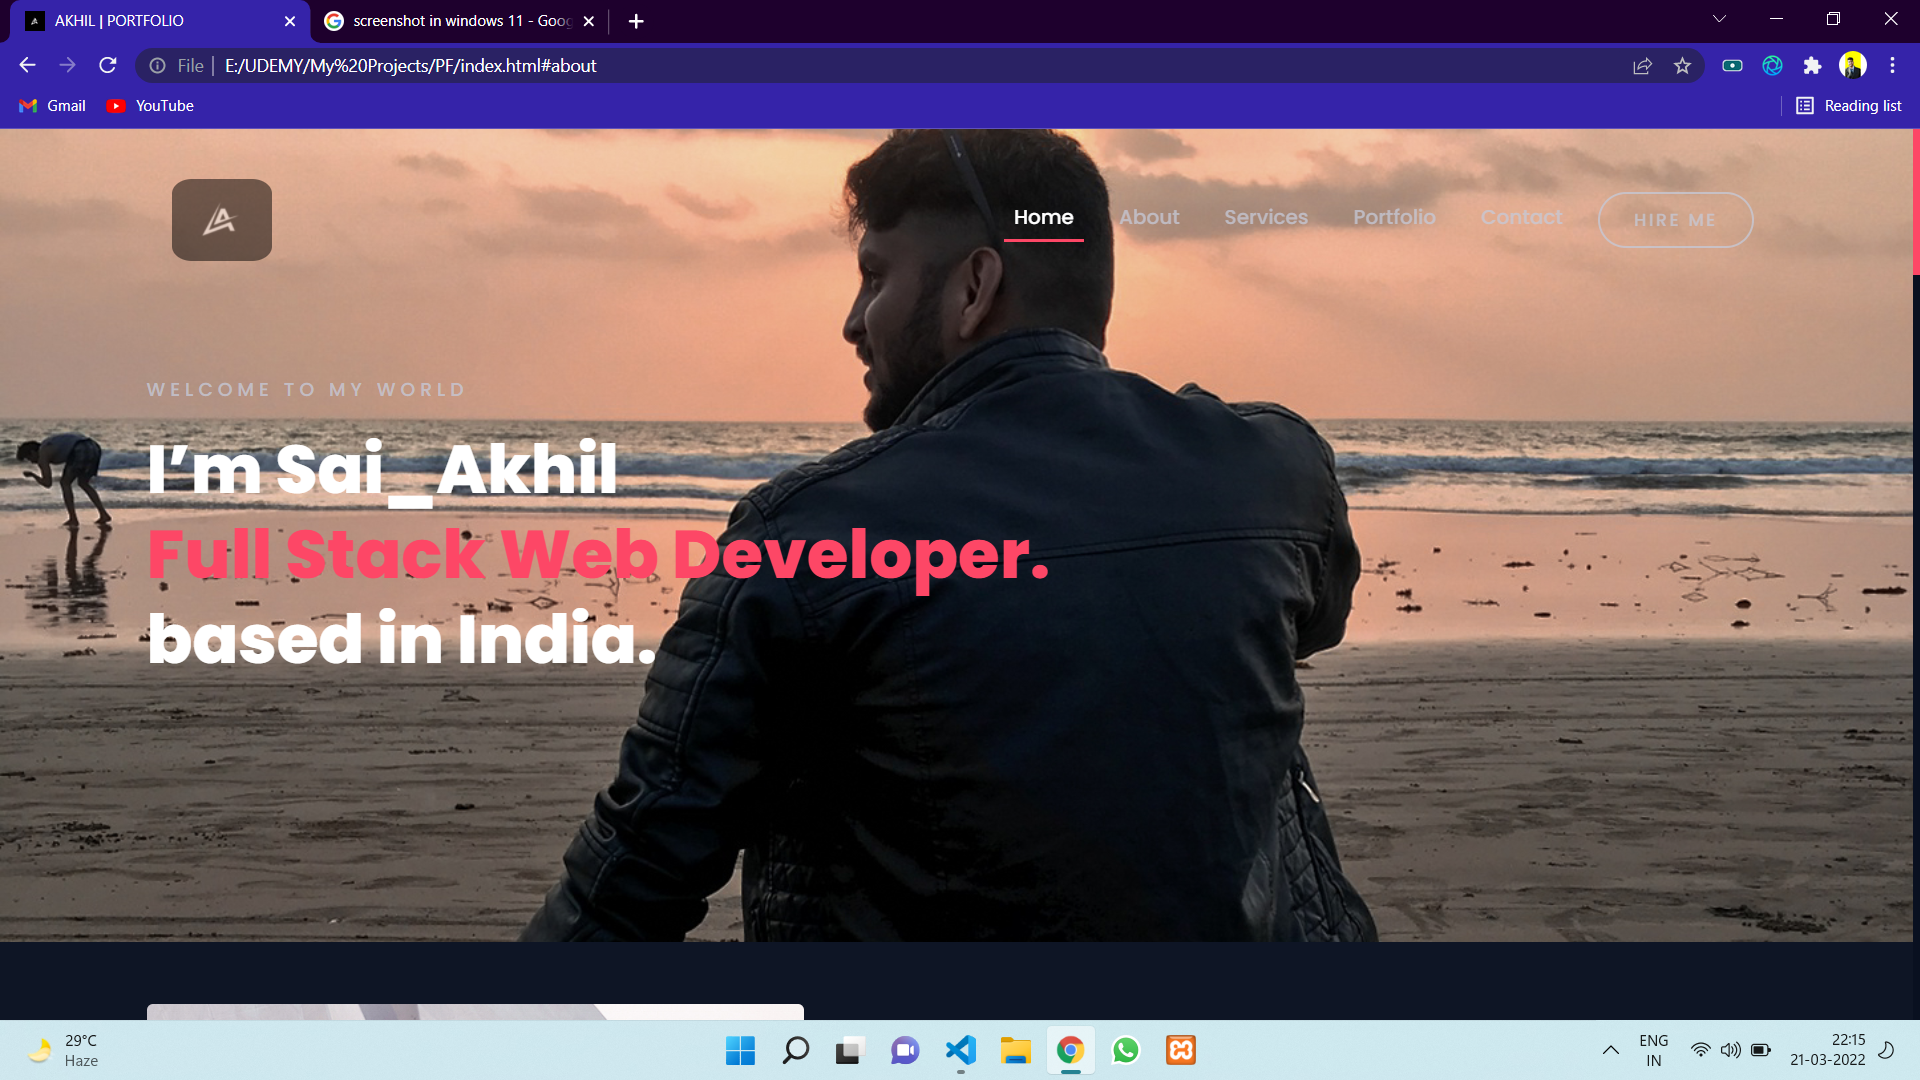 AKHIL | PORTFOLIO
screenshot in windows 11 - Goog
File | E:/UDEMY/My%20Projects/PF/index.html#about
Gmail
YouTube
Reading list
Home
About
Services
Portfolio
Contact
HIRE ME
WELCOME TO MY WORLD
I’m Sai_Akhil
Full Stack Web Developer.
based in India.
29°C
Haze
ENG
IN
22:15
21-03-2022